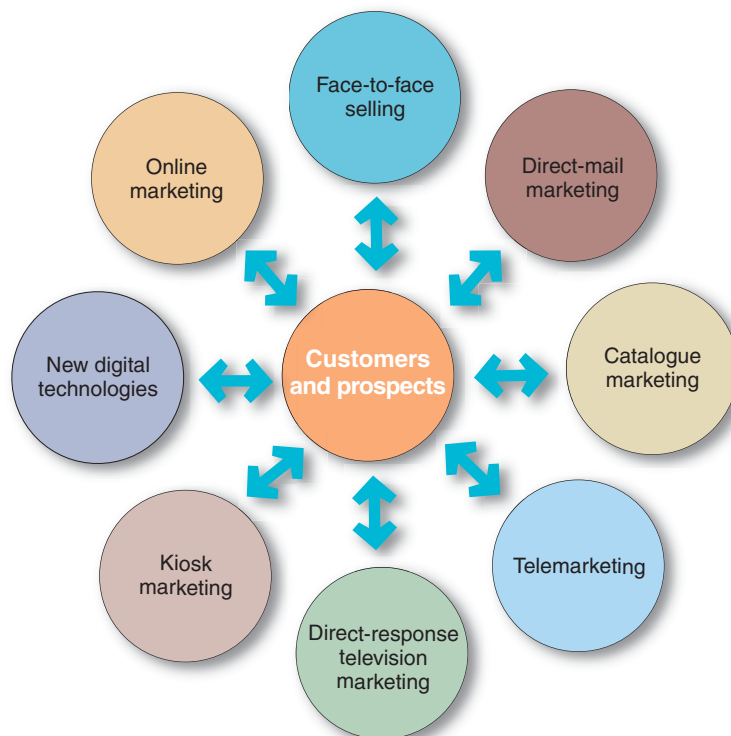 Face-to-face
selling
Online
marketing
Direct-mail
marketing
New digital
technologies
Customers
and prospects
Catalogue
marketing
Kiosk
marketing
Telemarketing
Direct-response
television
marketing